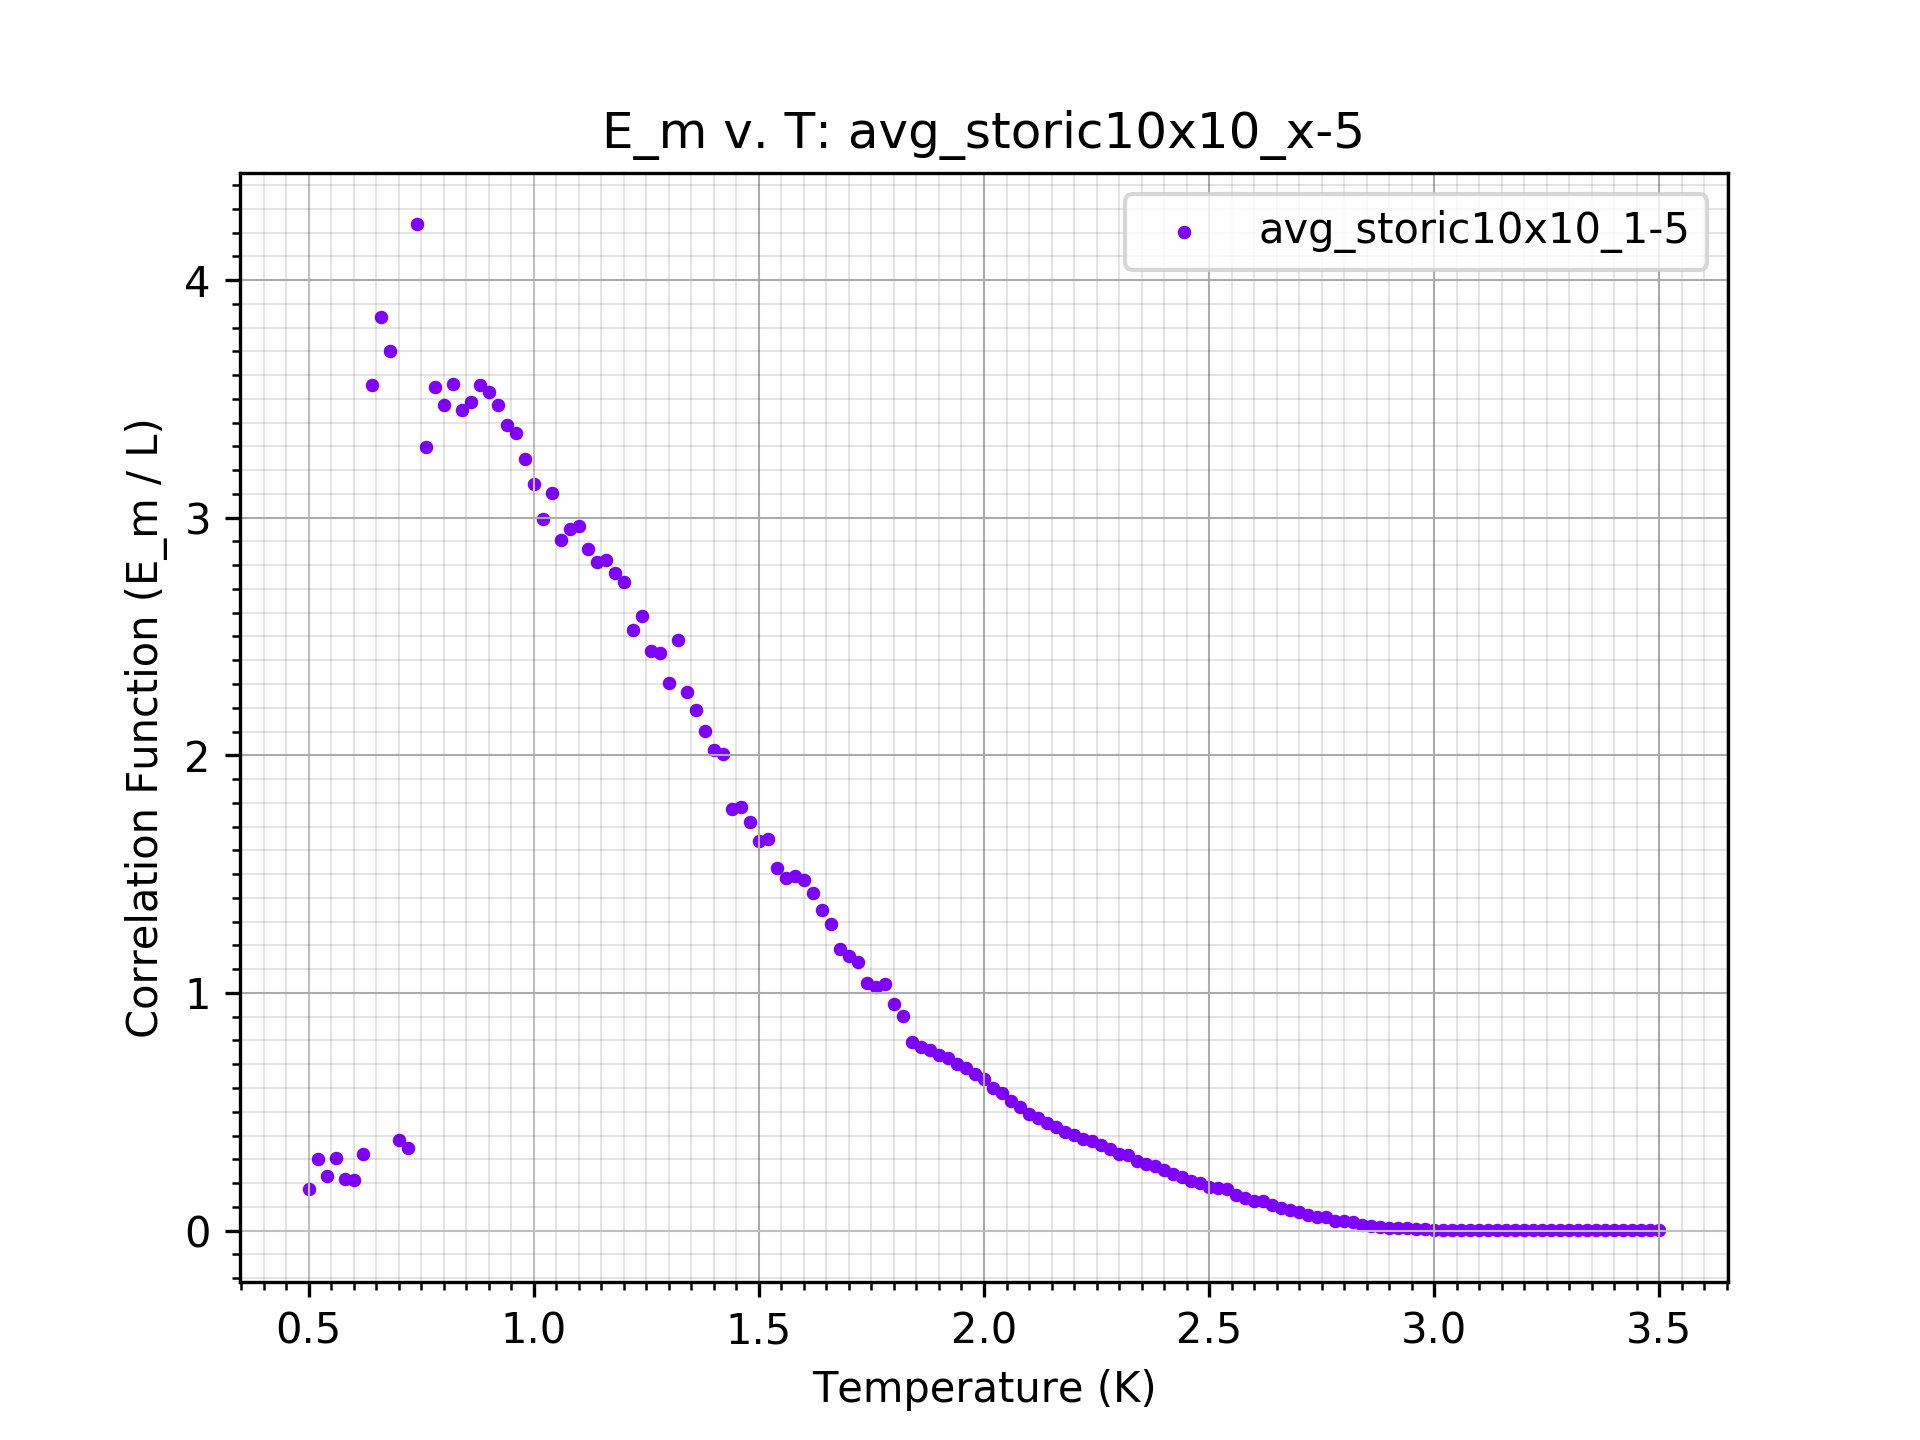 E_m v. T: avg_storic10x10_x-5
avg_storic10x10_1-5
Correlation Function (E_m / L)
4
3
2
1
0
0.5 1.0 1.5 2.0 2.5 3.0 3.5
Temperature (K)